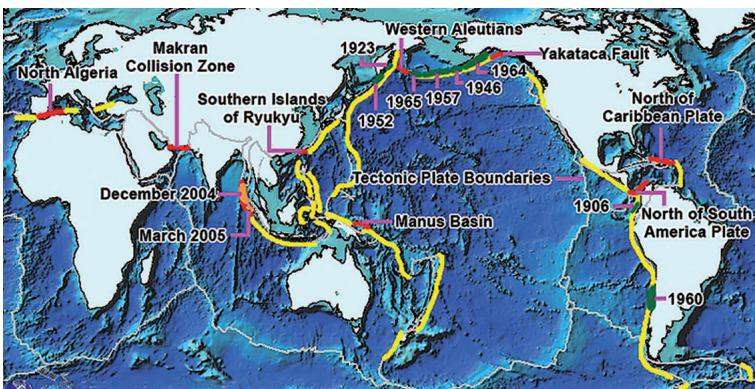 Western Aleutians
1923
Makran
Collision Zone
Yakataca Fault
North Algeria
1964
Southern Islands
of Ryukyu
1946
1957
1965
1952
North of
Caribbean Plate
Tectonic Plate Boundaries
December 2004
1906
North of South
America Plate
Manus Basin
March 2005
1960